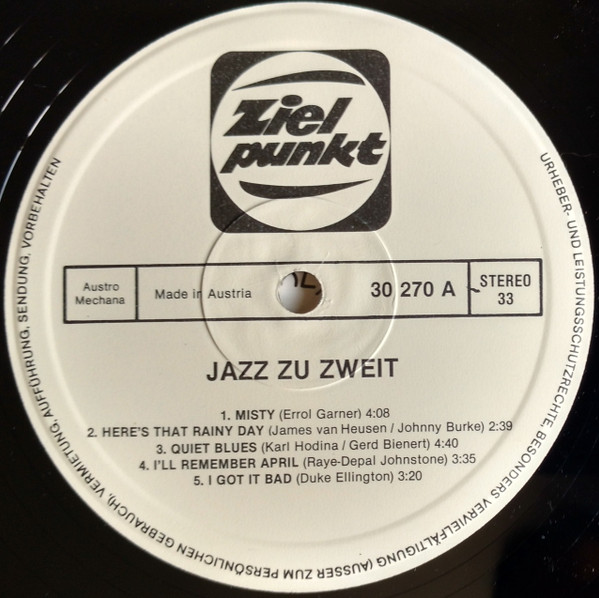 Ziel
punkt
Austro
Mechana
Made in Austria
30 270 A
STEREO
33
JAZZ ZU ZWEIT
1. MISTY (Errol Garner) 4:08
2. HERE'S THAT RAINY DAY (James van Heusen / Johnny Burke) 2:39
3. QUIET BLUES (Karl Hodina / Gerd Bienert) 4:40
4. I'LL REMEMBER APRIL (Raye-Depal Johnstone) 3:35
5. I GOT IT BAD (Duke Ellington) 3:20
URHEBER- UND LEISTUNGSSCHUTZRECHTE, BESONDERS VERVIELFÄLTIGUNG (AUSSER ZUM PERSÖNLICHEN GEBRAUCH), VERMIETUNG, AUFFÜHRUNG, SENDUNG, VORBEHALTEN